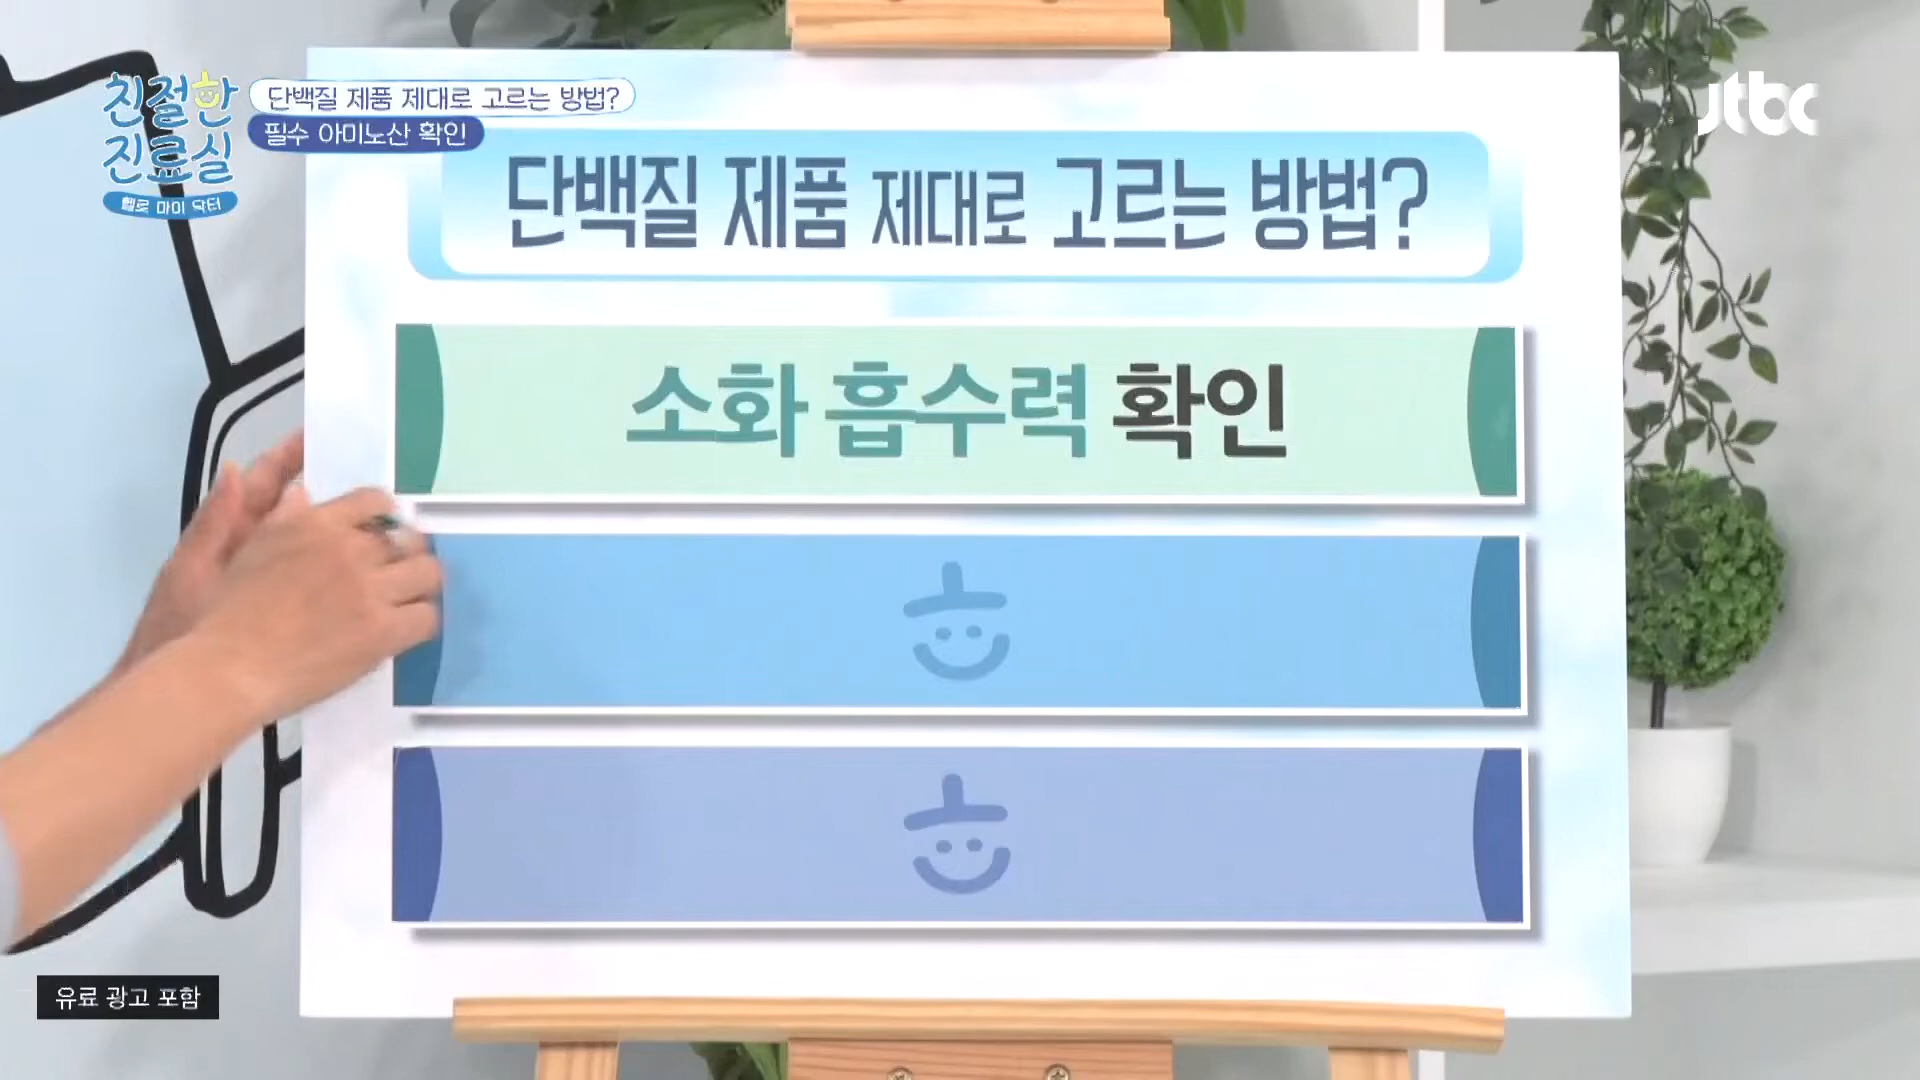 친절한
진료실
헬로 마이 닥터
단백질 제품 제대로 고르는 방법?
필수 아미노산 확인
jtbc
단백질 제품 제대로 고르는 방법?
소화 흡수력 확인
유료 광고 포함